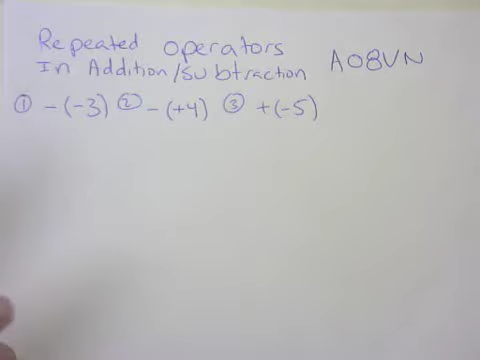 Repeated operators
In Addition/Subtraction A08VN
① -(-3) ② -(+4) ③ +(-5)